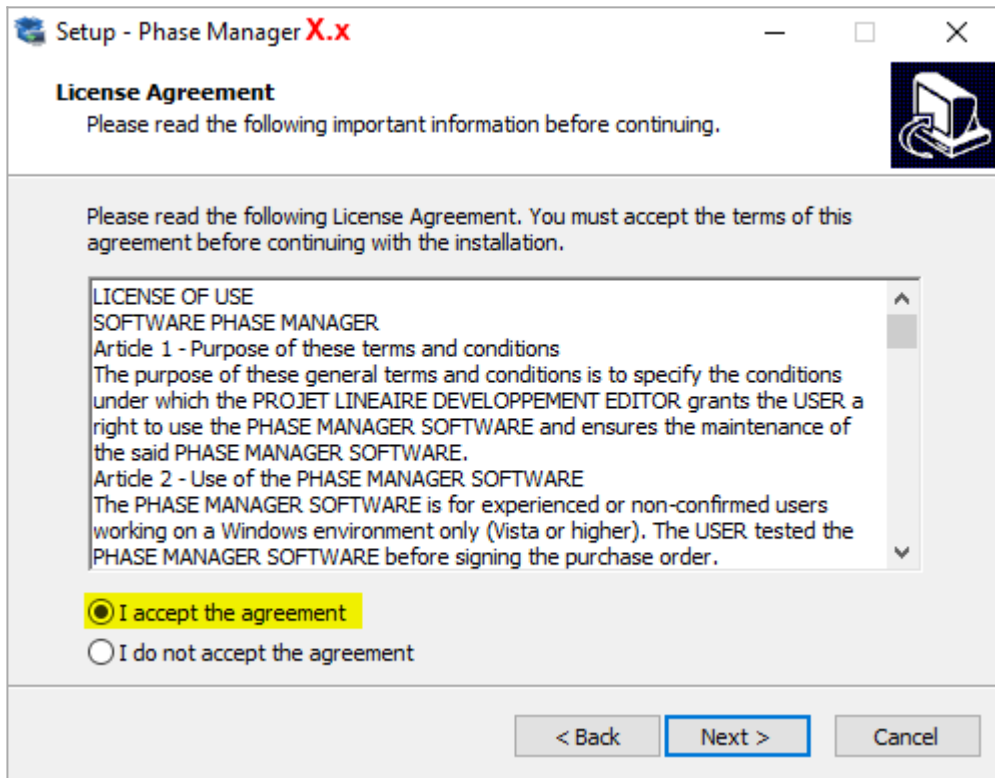 Setup - Phase Manager X.x
License Agreement
Please read the following important information before continuing.
Please read the following License Agreement. You must accept the terms of this
agreement before continuing with the installation.
LICENSE OF USE
SOFTWARE PHASE MANAGER
Article 1 - Purpose of these terms and conditions
The purpose of these general terms and conditions is to specify the conditions
under which the PROJET LINEAIRE DEVELOPPEMENT EDITOR grants the USER a
right to use the PHASE MANAGER SOFTWARE and ensures the maintenance of
the said PHASE MANAGER SOFTWARE.
Article 2 - Use of the PHASE MANAGER SOFTWARE
The PHASE MANAGER SOFTWARE is for experienced or non-confirmed users
working on a Windows environment only (Vista or higher). The USER tested the
PHASE MANAGER SOFTWARE before signing the purchase order.
I accept the agreement
I do not accept the agreement
< Back Next > Cancel